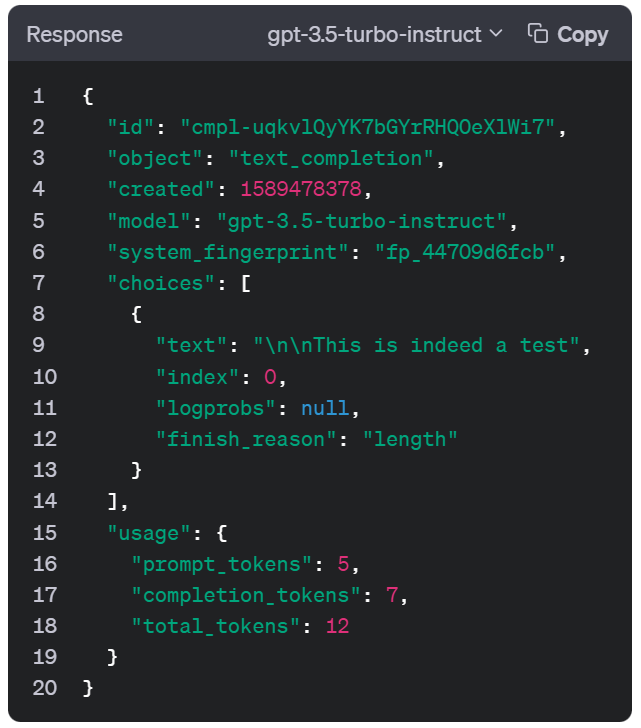 Response
gpt-3.5-turbo-instruct
Copy
1 {
2 "id": "cmpl-uqkvlQyYK7bGYrRHQOeXlWi7",
3 "object": "text_completion",
4 "created": 1589478378,
5 "model": "gpt-3.5-turbo-instruct",
6 "system_fingerprint": "fp_44709d6fcb",
7 "choices": [
8 {
9 "text": "\n\nThis is indeed a test",
10 "index": 0,
11 "logprobs": null,
12 "finish_reason": "length"
13 }
14 ],
15 "usage": {
16 "prompt_tokens": 5,
17 "completion_tokens": 7,
18 "total_tokens": 12
19 }
20 }